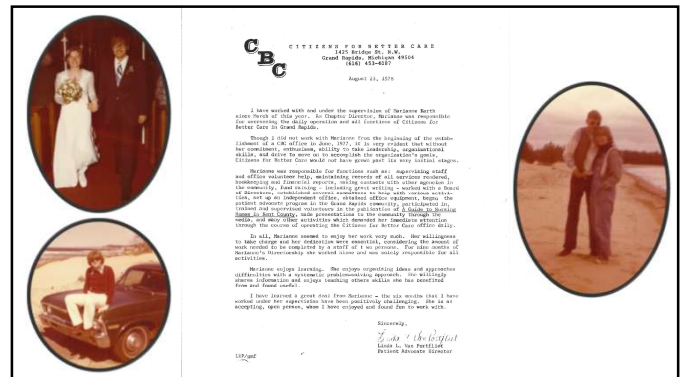 CBC
CITIZENS FOR BETTER CARE
1425 Bridge St. N.W.
Grand Rapids, Michigan 49504
(616) 453-
August 23, 1978
I have worked with and under the supervision of Marianne
since March of this year. As Chapter Director, Marianne was responsible
for overseeing the daily operation and all functions of Citizens for
Better Care in Grand Rapids.
Though I did not work with Marianne from the beginning of the estab-
lishment of a CBC office in June, 1977, it is very evident that without
her commitment, enthusiasm, ability to take leadership, organizational
skills, and drive to move on to accomplish the organization's goals,
Citizens for Better Care would not have grown past its very initial stages.
Marianne was responsible for functions such as: supervising staff
and office volunteer help, maintaining records of all services rendered,
bookkeeping and financial reports, making contacts with other agencies in
the community, fund raising - including grant writing - worked with a Board
of Directors, established several committees to help with various activi-
ties, set up an independent office, obtained office equipment, began the
patient advocate program in the Grand Rapids community, participated in,
trained and supervised volunteers in the publication of A Guide to Nursing
Homes in Kent County, made presentations to the community through the
media, and many other activities which demanded her immediate attention
through the course of operating the Citizens for Better Care office daily.
In all, Marianne seemed to enjoy her work very much. Her willingness
to take charge and her dedication were essential, considering the amount of
work needed to be completed by a staff of two persons. For nine months of
Marianne's Directorship she worked alone and was solely responsible for all
activities.
Marianne enjoys learning. She enjoys organizing ideas and approaches
difficulties with a systematic problem-solving approach. She willingly
shares information and enjoys teaching others skills she has benefited
from and found useful.
I have learned a great deal from Marianne - the six months that I have
worked under her supervision have been positively challenging. She is an
accepting, open person, whom I have enjoyed and found fun to work with.
Sincerely,
Linda L. Van Portfliet
Patient Advocate Director